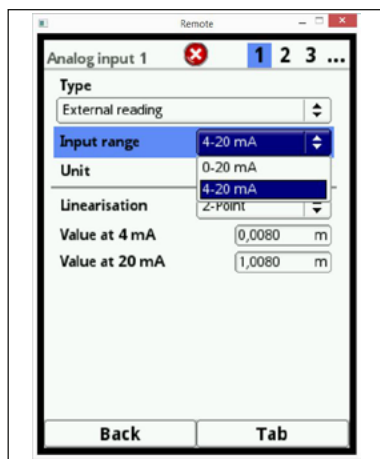 Remote
Analog input 1 1 2 3 ...
Type
External reading
Input range 4-20 mA
0-20 mA
Unit
4-20 mA
Linearisation 2-Point
Value at 4 mA 0,0080 m
Value at 20 mA 1,0080 m
Back Tab